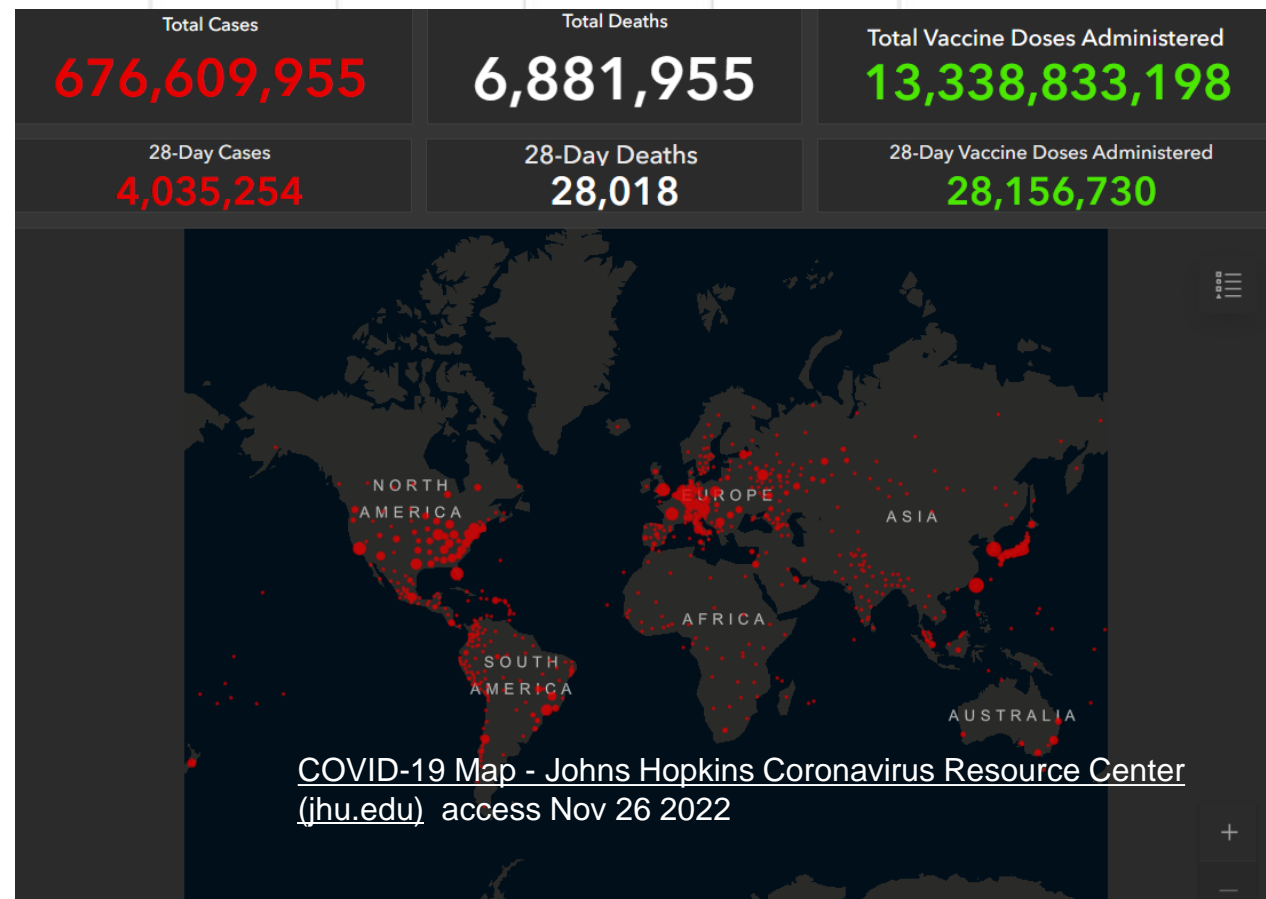 Total Cases
676,609,955
Total Deaths
6,881,955
Total Vaccine Doses Administered
13,338,833,198
28-Day Cases
4,035,254
28-Day Deaths
28,018
28-Day Vaccine Doses Administered
28,156,730
NORTH
AMERICA
EUROPE
ASIA
AFRICA
SOUTH
AMERICA
AUSTRALIA
COVID-19 Map - Johns Hopkins Coronavirus Resource Center
(jhu.edu) access Nov 26 2022
+
−